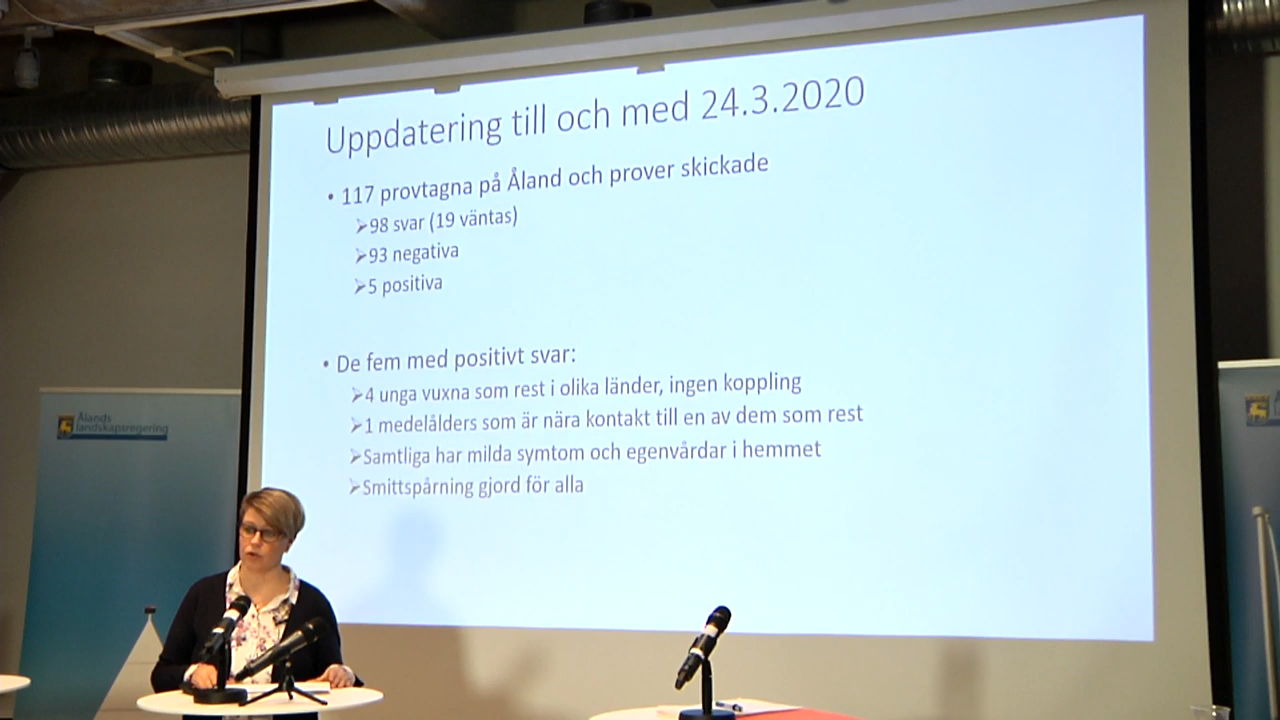 Uppdatering till och med 24.3.2020
• 117 provtagna på Åland och prover skickade
➢98 svar (19 väntas)
➢93 negativa
➢5 positiva
• De fem med positivt svar:
➢4 unga vuxna som rest i olika länder, ingen koppling
➢1 medelålders som är nära kontakt till en av dem som rest
➢Samtliga har milda symtom och egenvårdar i hemmet
➢Smittspårning gjord för alla
Ålands
landskapsregering